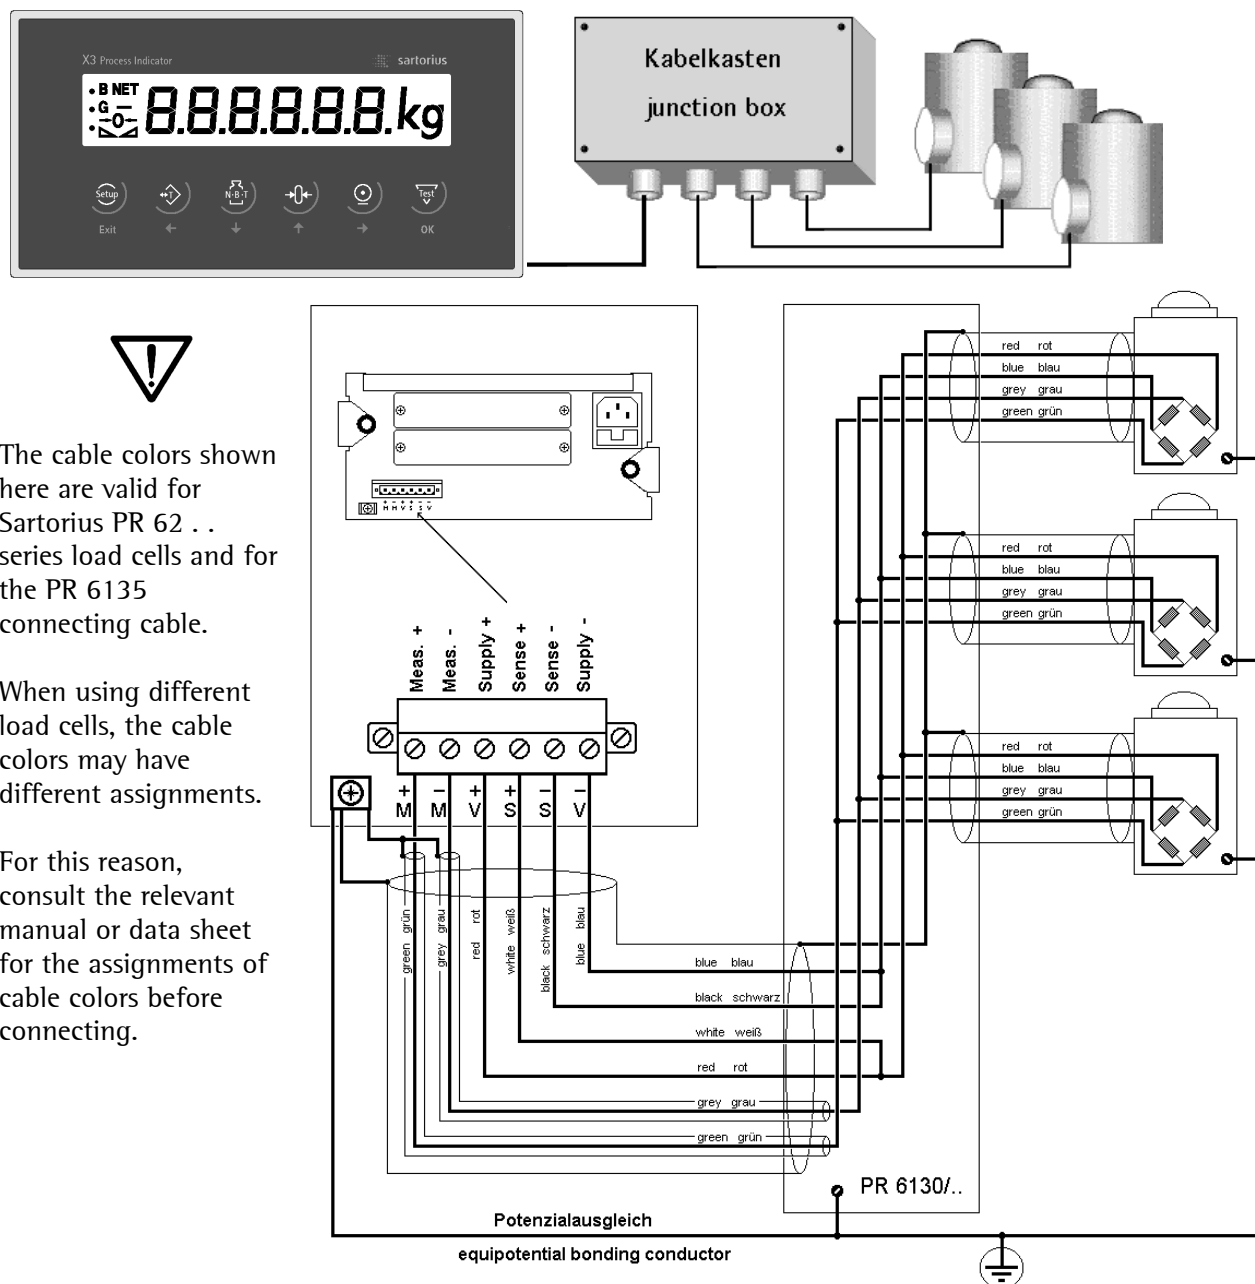 X3 Process Indicator
sartorius
B NET
G
-0-
8.8.8.8.8.8. kg
Setup
T
N·B·T
Test
Exit
OK
Kabelkasten
junction box
The cable colors shown
here are valid for
Sartorius PR 62 . .
series load cells and for
the PR 6135
connecting cable.
When using different
load cells, the cable
colors may have
different assignments.
For this reason,
consult the relevant
manual or data sheet
for the assignments of
cable colors before
connecting.
+ - + + - -
M M V S S V
Meas. +
Meas. -
Supply +
Sense +
Sense -
Supply -
+ − + + − −
M M V S S V
green grün
grey grau
red rot
white weiß
black schwarz
blue blau
blue blau
black schwarz
white weiß
red rot
grey grau
green grün
red rot
blue blau
grey grau
green grün
red rot
blue blau
grey grau
green grün
red rot
blue blau
grey grau
green grün
PR 6130/..
Potenzialausgleich
equipotential bonding conductor